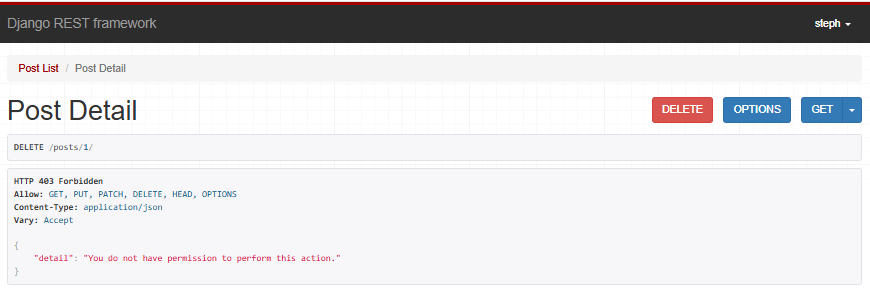 Django REST framework
steph
Post List / Post Detail
Post Detail
DELETE
OPTIONS
GET
DELETE /posts/1/
HTTP 403 Forbidden
Allow: GET, PUT, PATCH, DELETE, HEAD, OPTIONS
Content-Type: application/json
Vary: Accept
{
    "detail": "You do not have permission to perform this action."
}